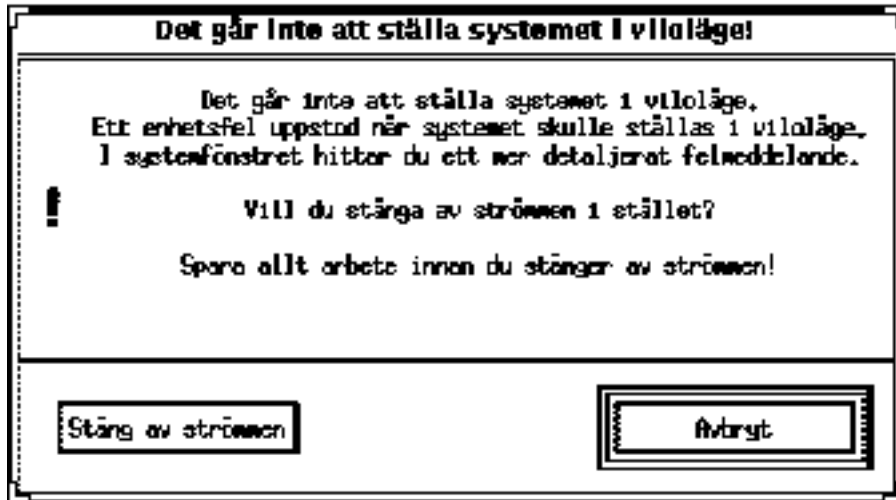 Det går inte att ställa systemet i viloläge!
Det går inte att ställa systemet i viloläge.
Ett enhetsfel uppstod när systemet skulle ställas i viloläge.
I systemfönstret hittar du ett mer detaljerat felmeddelande.
Vill du stänga av strömmen i stället?
Spara allt arbete innan du stänger av strömmen!
Stäng av strömmen
Avbryt